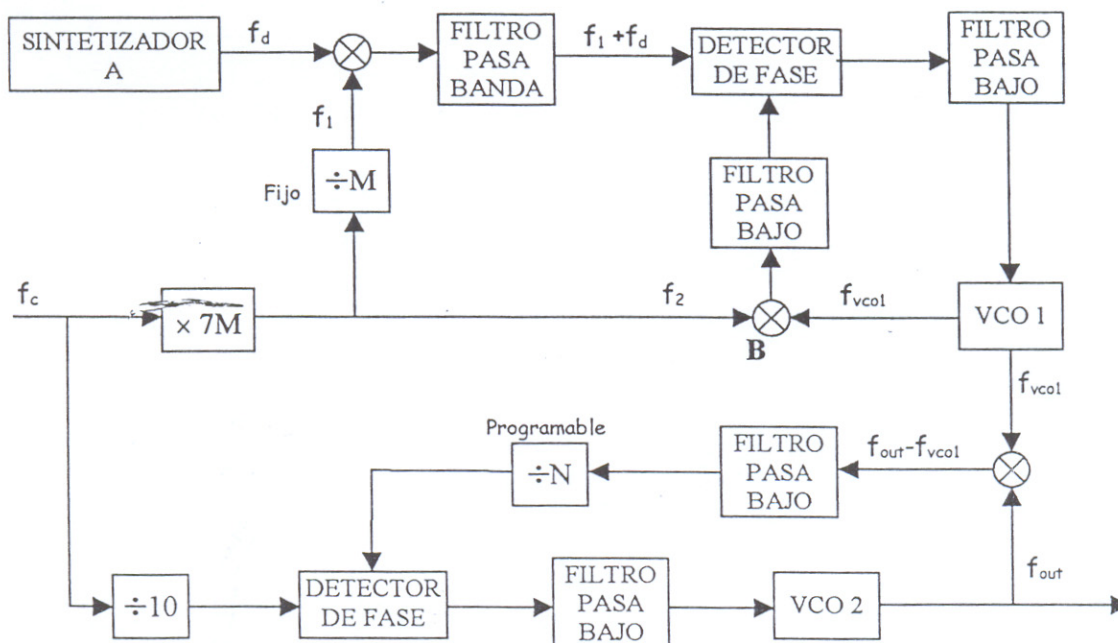 SINTETIZADOR
A
f_d
FILTRO
PASA
BANDA
f_1 +f_d
DETECTOR
DE FASE
FILTRO
PASA
BAJO
f_1
Fijo
÷M
FILTRO
PASA
BAJO
f_c
× 7M
f_2
B
f_vco1
VCO 1
f_vco1
Programable
÷N
FILTRO
PASA
BAJO
f_out-f_vco1
÷10
DETECTOR
DE FASE
FILTRO
PASA
BAJO
VCO 2
f_out